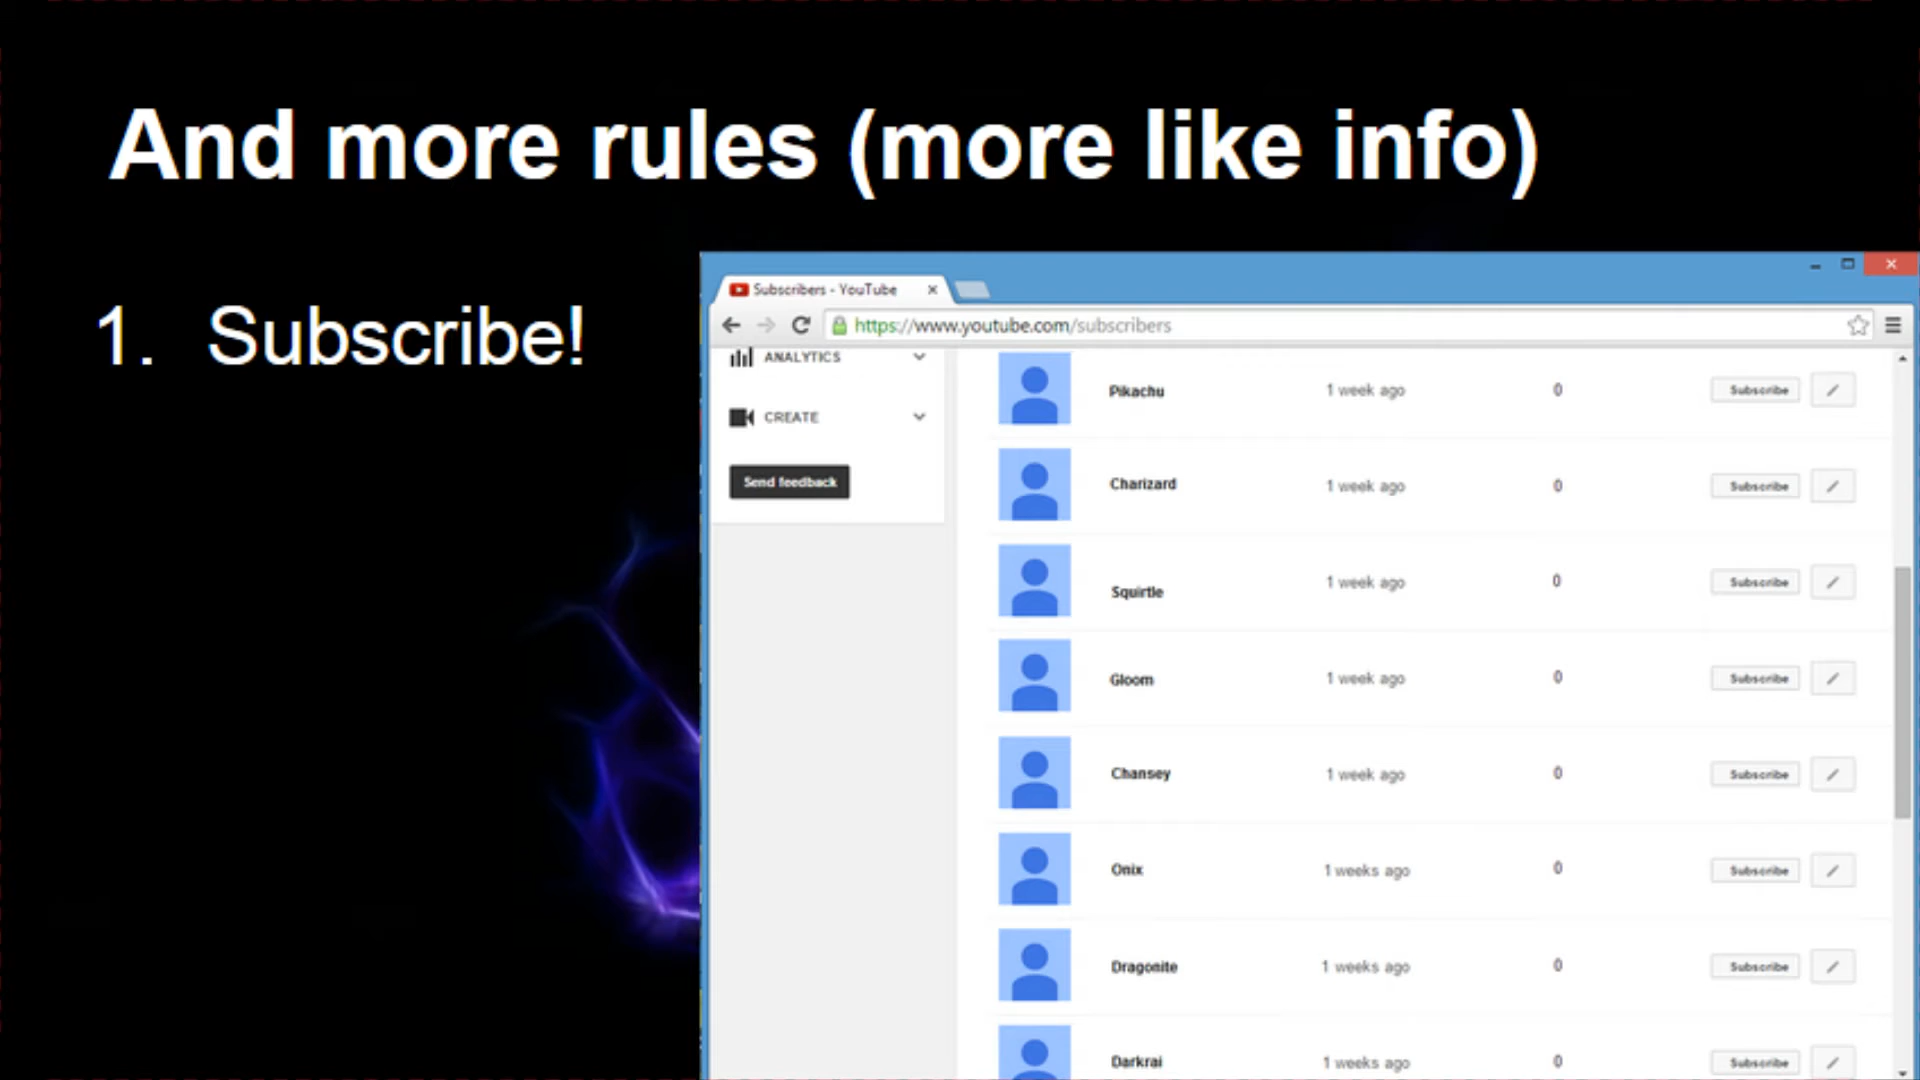 And more rules (more like info)
1. Subscribe!
Subscribers - YouTube
https://www.youtube.com/subscribers
ANALYTICS
CREATE
Send feedback
Pikachu 1 week ago 0 Subscribe
Charizard 1 week ago 0 Subscribe
Squirtle 1 week ago 0 Subscribe
Gloom 1 week ago 0 Subscribe
Chansey 1 week ago 0 Subscribe
Onix 1 weeks ago 0 Subscribe
Dragonite 1 weeks ago 0 Subscribe
Darkrai 1 weeks ago 0 Subscribe